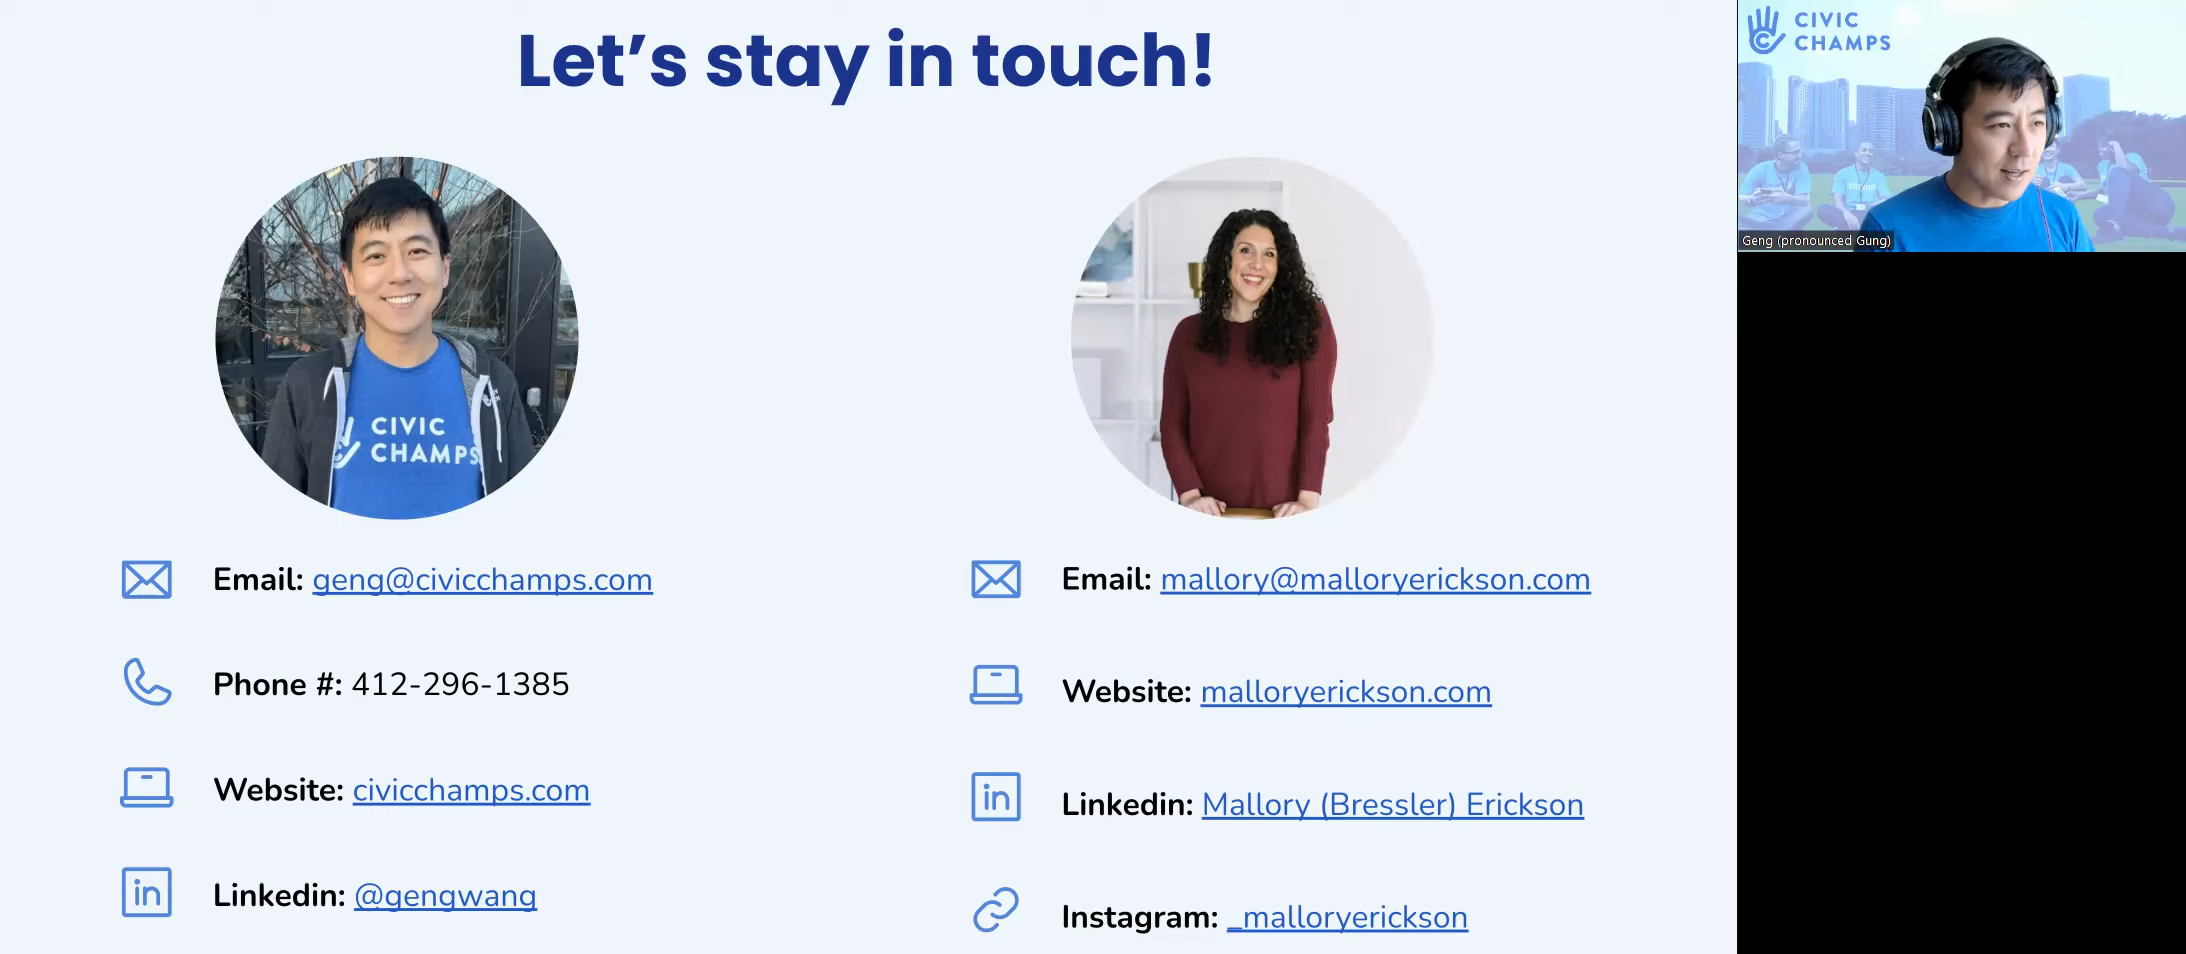 Let’s stay in touch!
CIVIC
CHAMPS
Email: geng@civicchamps.com
Phone #: 412-296-1385
Website: civicchamps.com
Linkedin: @gengwang
Email: mallory@malloryerickson.com
Website: malloryerickson.com
Linkedin: Mallory (Bressler) Erickson
Instagram: _malloryerickson
CIVIC
CHAMPS
Geng (pronounced Gung)